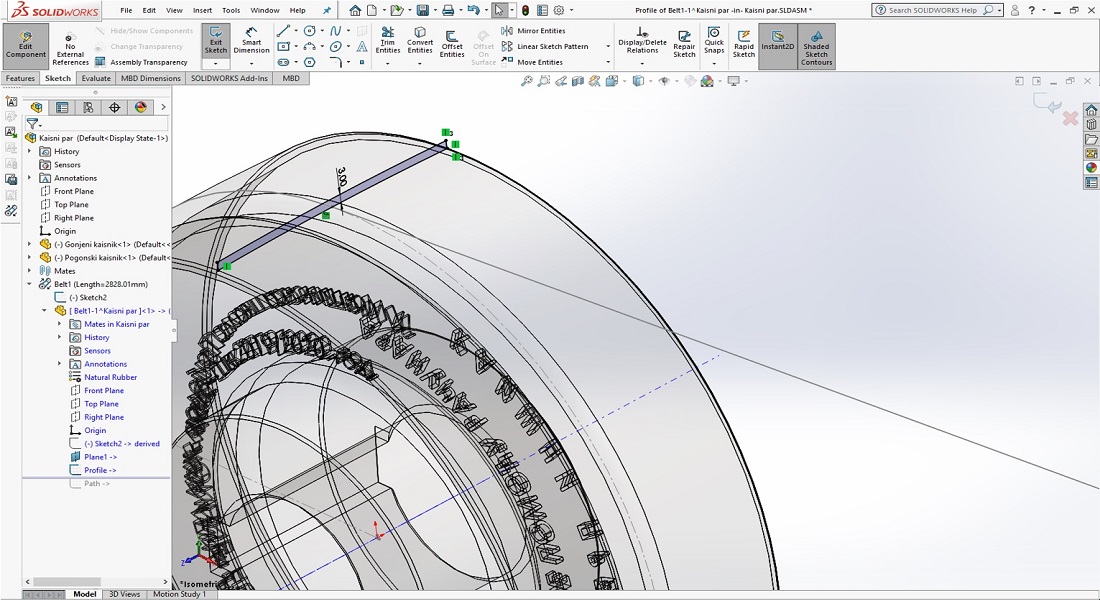 SOLIDWORKS
File Edit View Insert Tools Window Help
Profile of Belt1-1^Kaisni par -in- Kaisni par.SLDASM *
Search SOLIDWORKS Help
Edit Component
No External References
Hide/Show Components
Change Transparency
Assembly Transparency
Exit Sketch
Smart Dimension
Trim Entities
Convert Entities
Offset Entities
Offset On Surface
Mirror Entities
Linear Sketch Pattern
Move Entities
Display/Delete Relations
Repair Sketch
Quick Snaps
Rapid Sketch
Instant2D
Shaded Sketch Contours
Features Sketch Evaluate MBD Dimensions SOLIDWORKS Add-Ins MBD
Kaisni par (Default<Display State-1>)
History
Sensors
Annotations
Front Plane
Top Plane
Right Plane
Origin
(-) Gonjeni kaisnik<1> (Default<<
(-) Pogonski kaisnik<1> (Default<
Mates
Belt1 (Length=2828.01mm)
(-) Sketch2
[ Belt1-1^Kaisni par ]<1> -> (
Mates in Kaisni par
History
Sensors
Annotations
Natural Rubber
Front Plane
Top Plane
Right Plane
Origin
(-) Sketch2 -> derived
Plane1 ->
Profile ->
Path ->
3.00
*Isometri
Model 3D Views Motion Study 1